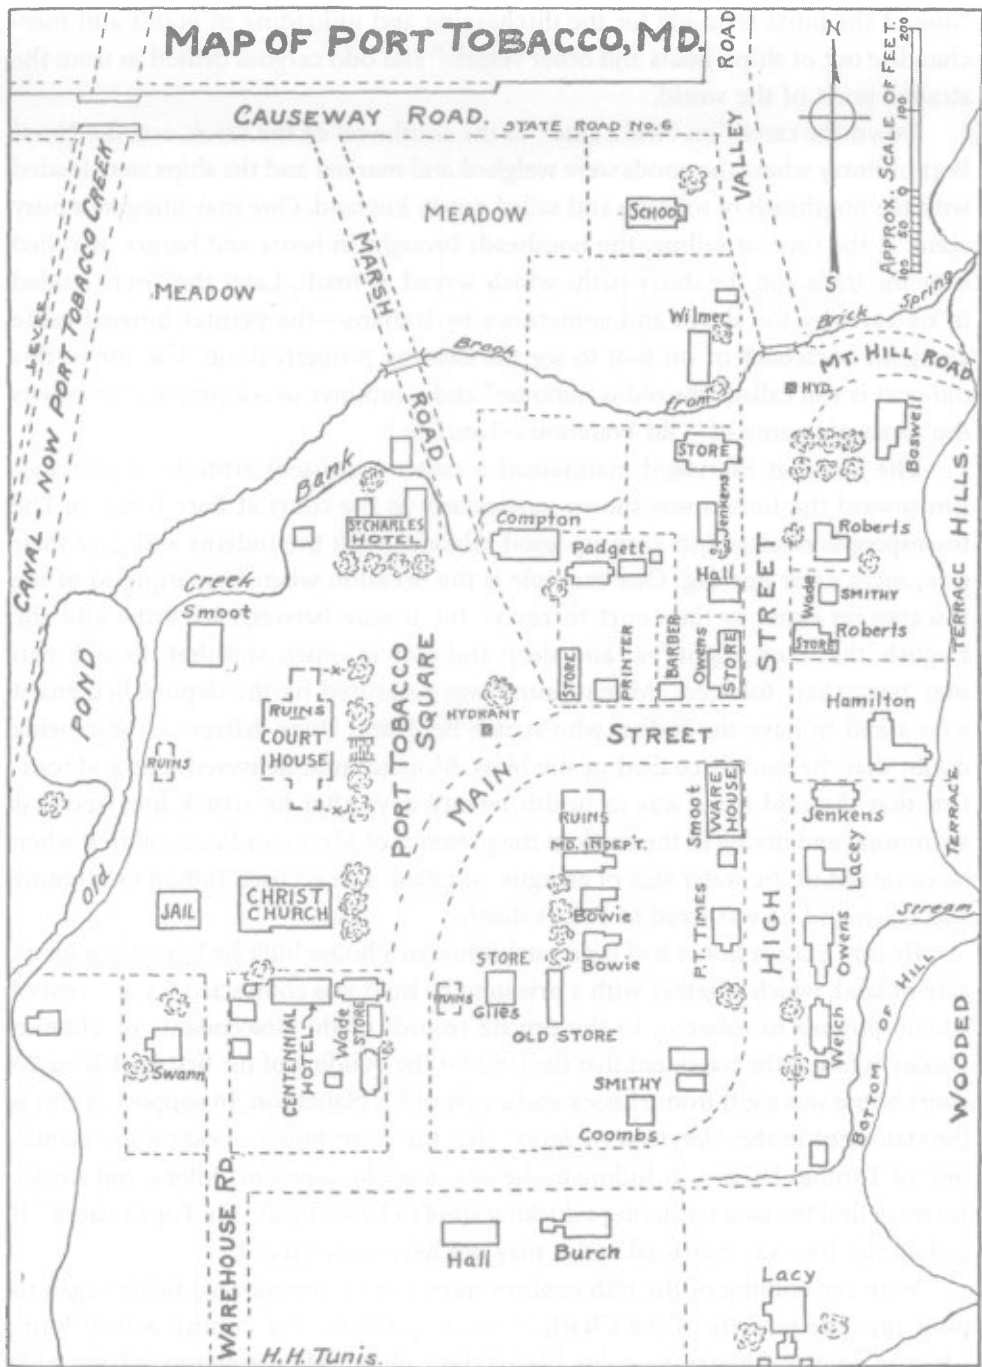 MAP OF PORT TOBACCO, MD.
CAUSEWAY ROAD. STATE ROAD No. 6
VALLEY ROAD
N
S
APPROX. SCALE OF FEET.
100 50 0 100 200
CANAL NOW PORT TOBACCO CREEK
LEVEE
MEADOW
MEADOW
MARSH ROAD
SCHOOL
Wilmer
Brook from Brick Spring
MT. HILL ROAD
HYD.
Boswell
STORE
Old Creek Bank
ST CHARLES HOTEL
Compton
Padgett
Jenkens
Hall
Roberts
Wade
SMITHY
Roberts
STORE
TERRACE HILLS.
Smoot
POND
RUINS
RUINS
COURT HOUSE
PORT TOBACCO SQUARE
HYDRANT
STORE
PRINTER
BARBER
Owens
STORE
MAIN STREET
HIGH STREET
Hamilton
TERRACE
RUINS
MD. INDEPT.
Smoot
WARE HOUSE
Jenkens
Lacey
Stream
JAIL
CHRIST CHURCH
Bowie
Bowie
P.T. TIMES
Owens
STORE
Giles
RUINS
OLD STORE
Welch
BOTTOM OF HILL
WOODED
Swann
CENTENNIAL HOTEL
Wade
STORE
SMITHY
Coombs.
WAREHOUSE RD.
Hall
Burch
Lacy
H.H. Tunis.